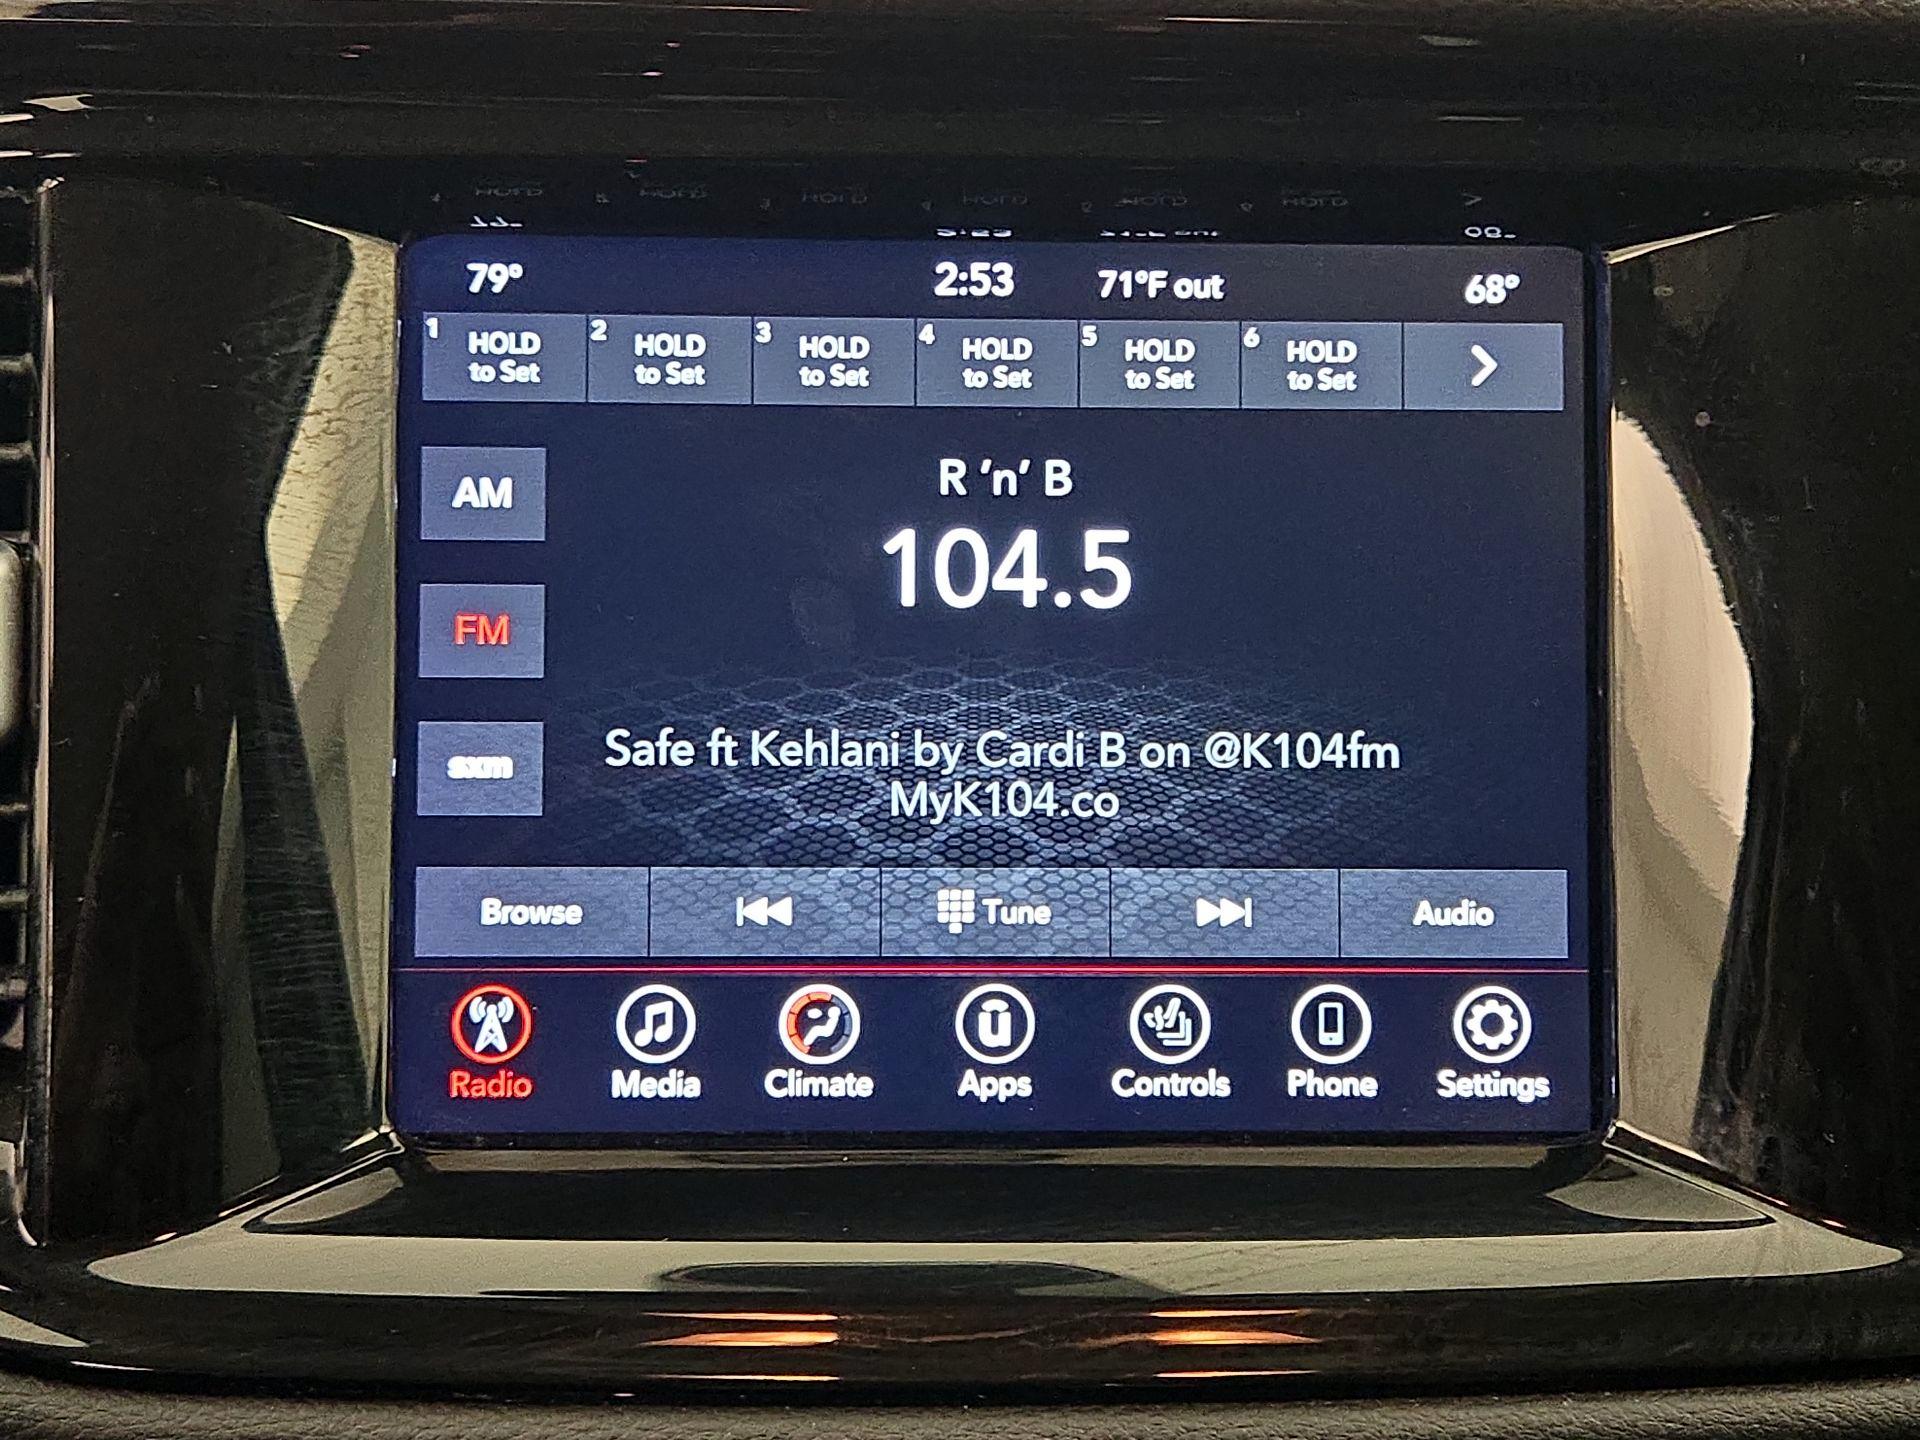 79° 2:53 71°F out 68°
1 HOLD to Set 2 HOLD to Set 3 HOLD to Set 4 HOLD to Set 5 HOLD to Set 6 HOLD to Set >
AM
R 'n' B
104.5
FM
Safe ft Kehlani by Cardi B on @K104fm
MyK104.co
sxm
Browse Tune Audio
Radio Media Climate Apps Controls Phone Settings